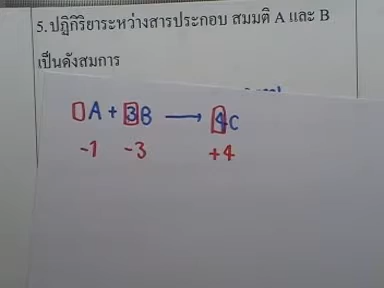 5.ปฏิกิริยาระหว่างสารประกอบ สมมติ A และ B
เป็นดังสมการ
A + 3B → 4C
-1 -3 +4